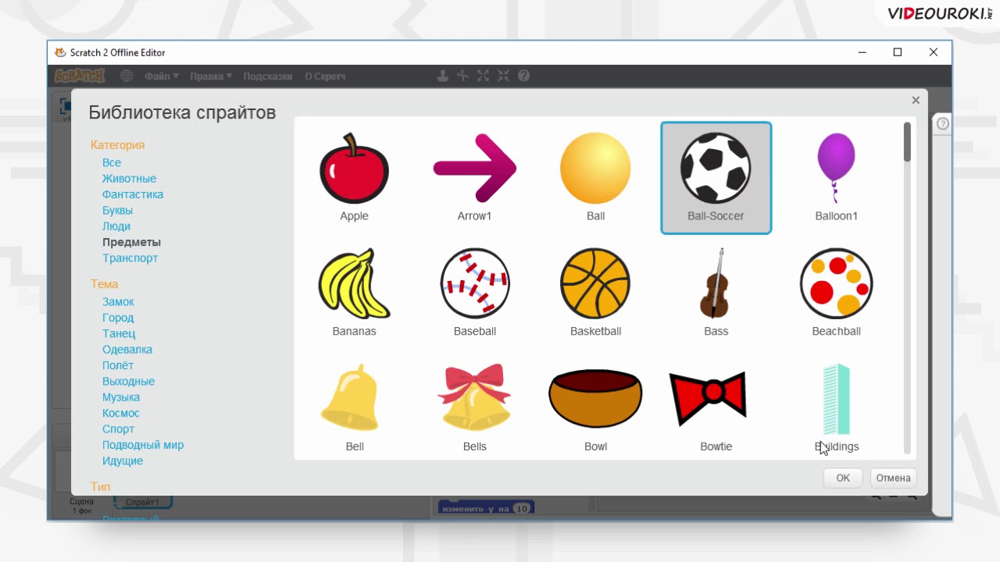 VIDEOUROKI.NET
Scratch 2 Offline Editor
SCRATCH Файл Правка Подсказки О Скретч
Библиотека спрайтов
Категория
Все
Животные
Фантастика
Буквы
Люди
Предметы
Транспорт
Тема
Замок
Город
Танец
Одевалка
Полёт
Выходные
Музыка
Космос
Спорт
Подводный мир
Идущие
Тип
Apple Arrow1 Ball Ball-Soccer Balloon1
Bananas Baseball Basketball Bass Beachball
Bell Bells Bowl Bowtie Buildings
OK Отмена
Сцена
1 фон
Спрайт1
изменить y на 10